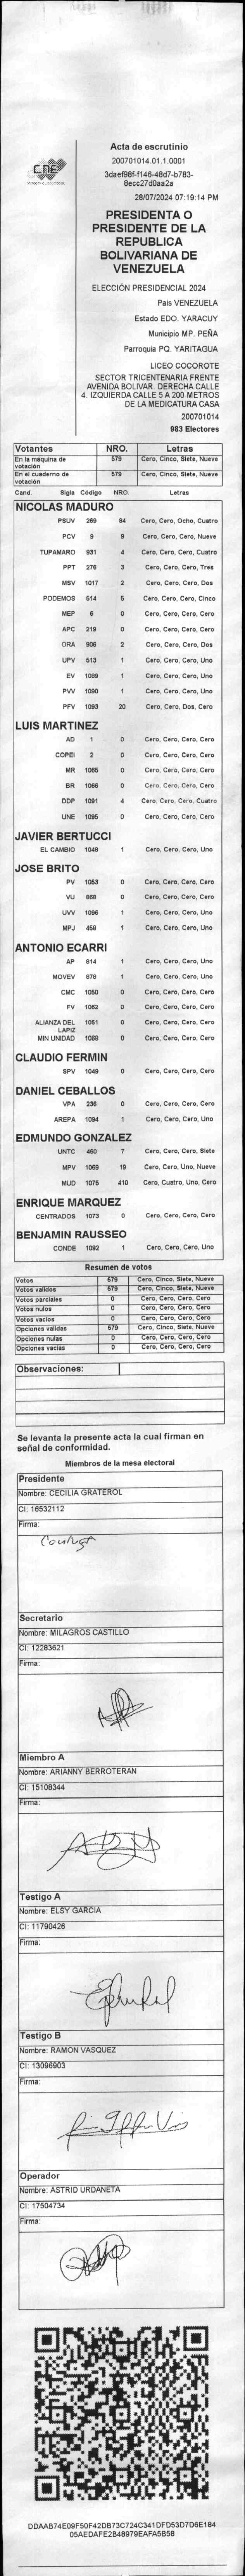 CNE
Acta de escrutinio
200701014.01.1.0001
3daef98f-f146-48d7-b783-
8ecc27d0aa2a
28/07/2024 07:19:14 PM
PRESIDENTA O
PRESIDENTE DE LA
REPUBLICA
BOLIVARIANA DE
VENEZUELA
ELECCIÓN PRESIDENCIAL 2024
Pais VENEZUELA
Estado EDO. YARACUY
Municipio MP. PEÑA
Parroquia PQ. YARITAGUA
LICEO COCOROTE
SECTOR TRICENTENARIA FRENTE
AVENIDA BOLIVAR. DERECHA CALLE
4. IZQUIERDA CALLE 5 A 200 METROS
DE LA MEDICATURA CASA
200701014
983 Electores
Votantes NRO. Letras
En la máquina de votación 579 Cero, Cinco, Siete, Nueve
En el cuaderno de votación 579 Cero, Cinco, Siete, Nueve
Cand. Sigla Código NRO. Letras
NICOLAS MADURO
PSUV 269 84 Cero, Cero, Ocho, Cuatro
PCV 9 9 Cero, Cero, Cero, Nueve
TUPAMARO 931 4 Cero, Cero, Cero, Cuatro
PPT 276 3 Cero, Cero, Cero, Tres
MSV 1017 2 Cero, Cero, Cero, Dos
PODEMOS 514 5 Cero, Cero, Cero, Cinco
MEP 6 0 Cero, Cero, Cero, Cero
APC 219 0 Cero, Cero, Cero, Cero
ORA 906 2 Cero, Cero, Cero, Dos
UPV 513 1 Cero, Cero, Cero, Uno
EV 1089 1 Cero, Cero, Cero, Uno
PVV 1090 1 Cero, Cero, Cero, Uno
PFV 1093 20 Cero, Cero, Dos, Cero
LUIS MARTINEZ
AD 1 0 Cero, Cero, Cero, Cero
COPEI 2 0 Cero, Cero, Cero, Cero
MR 1065 0 Cero, Cero, Cero, Cero
BR 1066 0 Cero, Cero, Cero, Cero
DDP 1091 4 Cero, Cero, Cero, Cuatro
UNE 1095 0 Cero, Cero, Cero, Cero
JAVIER BERTUCCI
EL CAMBIO 1048 1 Cero, Cero, Cero, Uno
JOSE BRITO
PV 1053 0 Cero, Cero, Cero, Cero
VU 868 0 Cero, Cero, Cero, Cero
UVV 1096 1 Cero, Cero, Cero, Uno
MPJ 458 1 Cero, Cero, Cero, Uno
ANTONIO ECARRI
AP 914 1 Cero, Cero, Cero, Uno
MOVEV 878 1 Cero, Cero, Cero, Uno
CMC 1050 0 Cero, Cero, Cero, Cero
FV 1062 0 Cero, Cero, Cero, Cero
ALIANZA DEL LAPIZ 1051 0 Cero, Cero, Cero, Cero
MIN UNIDAD 1068 0 Cero, Cero, Cero, Cero
CLAUDIO FERMIN
SPV 1049 0 Cero, Cero, Cero, Cero
DANIEL CEBALLOS
VPA 236 0 Cero, Cero, Cero, Cero
AREPA 1094 1 Cero, Cero, Cero, Uno
EDMUNDO GONZALEZ
UNTC 460 7 Cero, Cero, Cero, Siete
MPV 1069 19 Cero, Cero, Uno, Nueve
MUD 1075 410 Cero, Cuatro, Uno, Cero
ENRIQUE MARQUEZ
CENTRADOS 1073 0 Cero, Cero, Cero, Cero
BENJAMIN RAUSSEO
CONDE 1092 1 Cero, Cero, Cero, Uno
Resumen de votos
Votos 579 Cero, Cinco, Siete, Nueve
Votos validos 579 Cero, Cinco, Siete, Nueve
Votos parciales 0 Cero, Cero, Cero, Cero
Votos nulos 0 Cero, Cero, Cero, Cero
Votos vacios 0 Cero, Cero, Cero, Cero
Opciones validas 579 Cero, Cinco, Siete, Nueve
Opciones nulas 0 Cero, Cero, Cero, Cero
Opciones vacias 0 Cero, Cero, Cero, Cero
Observaciones:
Se levanta la presente acta la cual firman en
señal de conformidad.
Miembros de la mesa electoral
Presidente
Nombre: CECILIA GRATEROL
CI: 16532112
Firma:
Secretario
Nombre: MILAGROS CASTILLO
CI: 12283621
Firma:
Miembro A
Nombre: ARIANNY BERROTERAN
CI: 15108344
Firma:
Testigo A
Nombre: ELSY GARCIA
CI: 11790426
Firma:
Testigo B
Nombre: RAMON VASQUEZ
CI: 13096903
Firma:
Operador
Nombre: ASTRID URDANETA
CI: 17504734
Firma:
DDAAB74E09F50F42DB73C724C341DFD53D7D6E184
05AEDAFE2B48979EAFA5B58